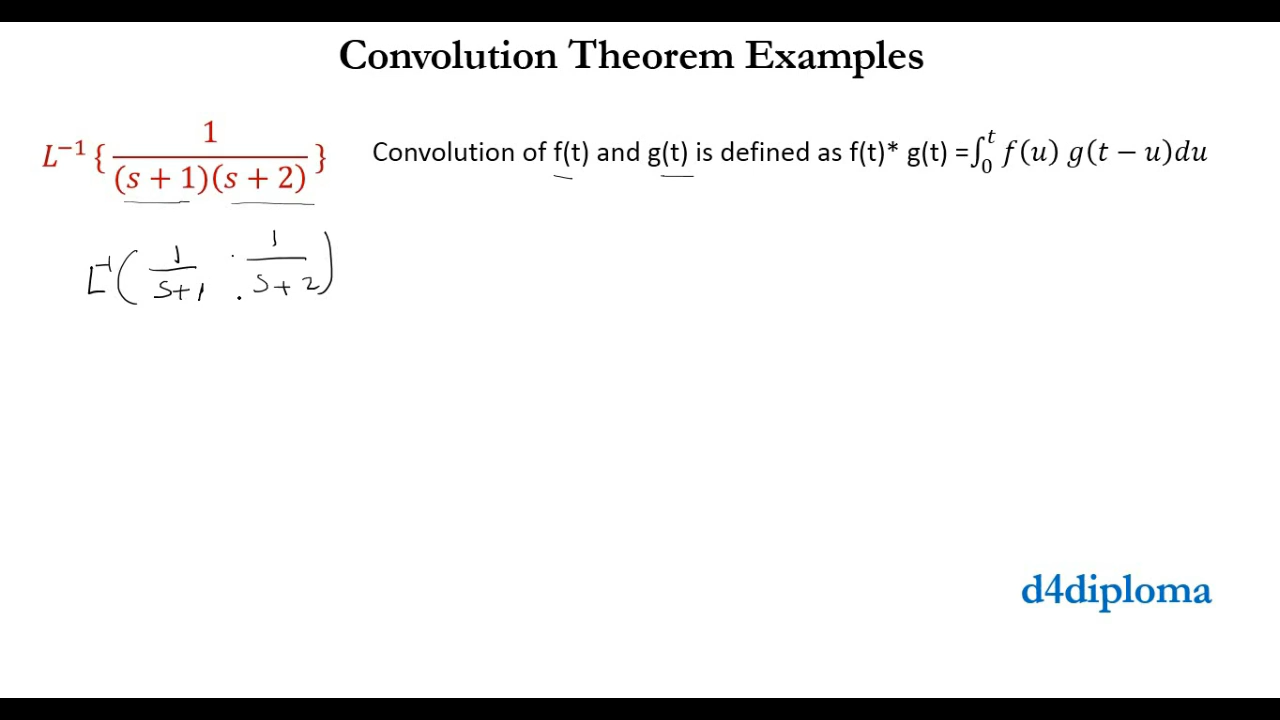 Convolution Theorem Examples
L⁻¹ { 1 / (s + 1)(s + 2) } Convolution of f(t) and g(t) is defined as f(t)* g(t) =∫₀ᵗ f(u) g(t − u)du
L⁻¹ ( 1 / s+1 · 1 / s+2 )
d4diploma